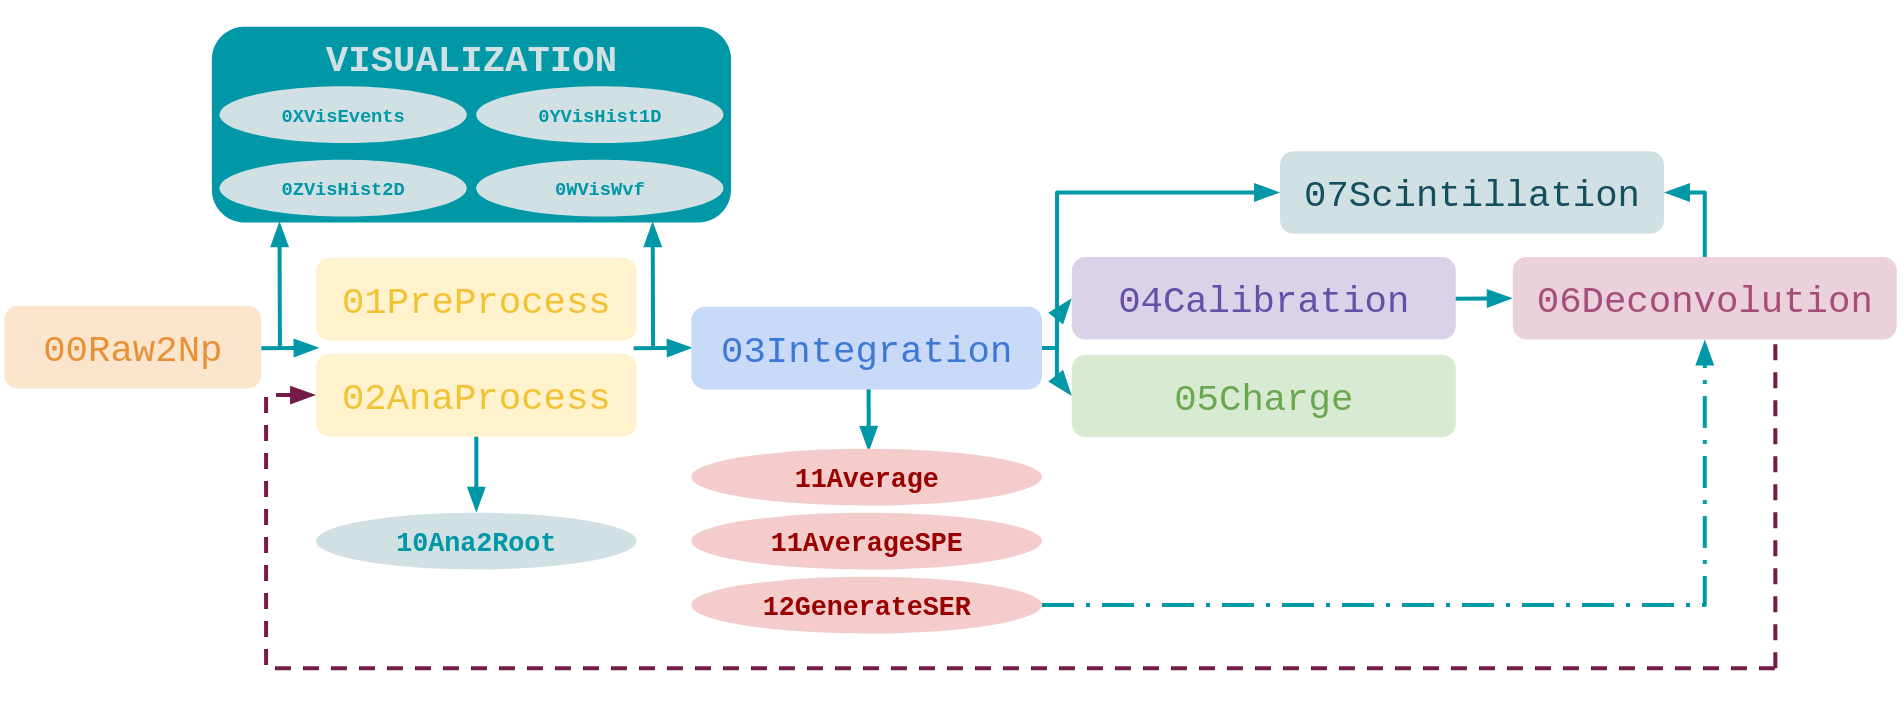 VISUALIZATION
0XVisEvents
0YVisHist1D
0ZVisHist2D
0WVisWvf
00Raw2Np
01PreProcess
02AnaProcess
10Ana2Root
03Integration
11Average
11AverageSPE
12GenerateSER
07Scintillation
04Calibration
05Charge
06Deconvolution